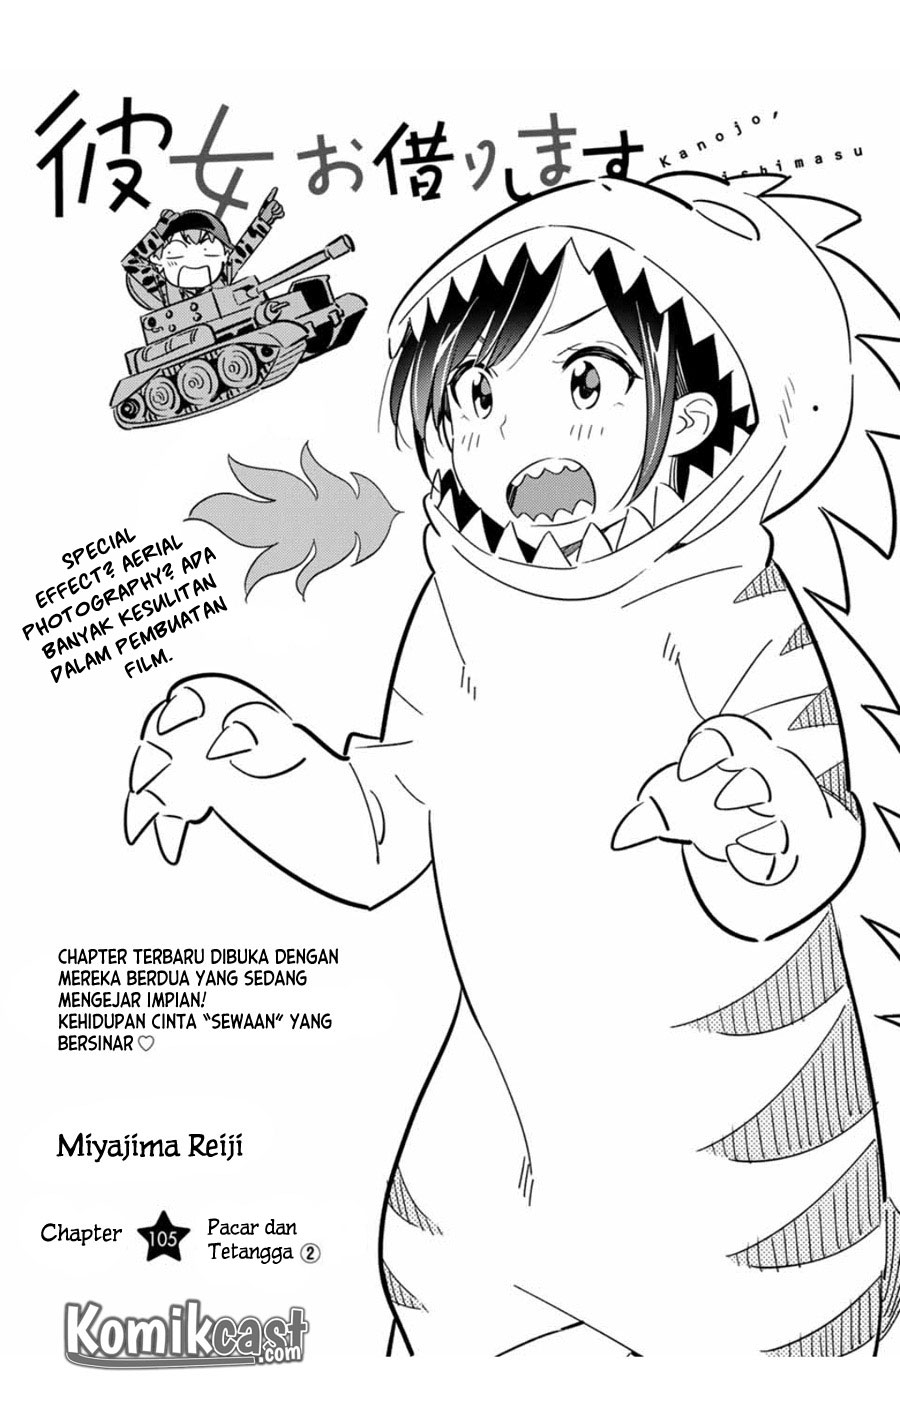 彼女お借りします
Kanojo,
SPECIAL
EFFECT? AERIAL
PHOTOGRAPHY? ADA
BANYAK KESULITAN
DALAM PEMBUATAN
FILM.
CHAPTER TERBARU DIBUKA DENGAN
MEREKA BERDUA YANG SEDANG
MENGEJAR IMPIAN!
KEHIDUPAN CINTA “SEWAAN” YANG
BERSINAR♡
Miyajima Reiji
Chapter 105 Pacar dan
Tetangga ②
Komikcast
.com